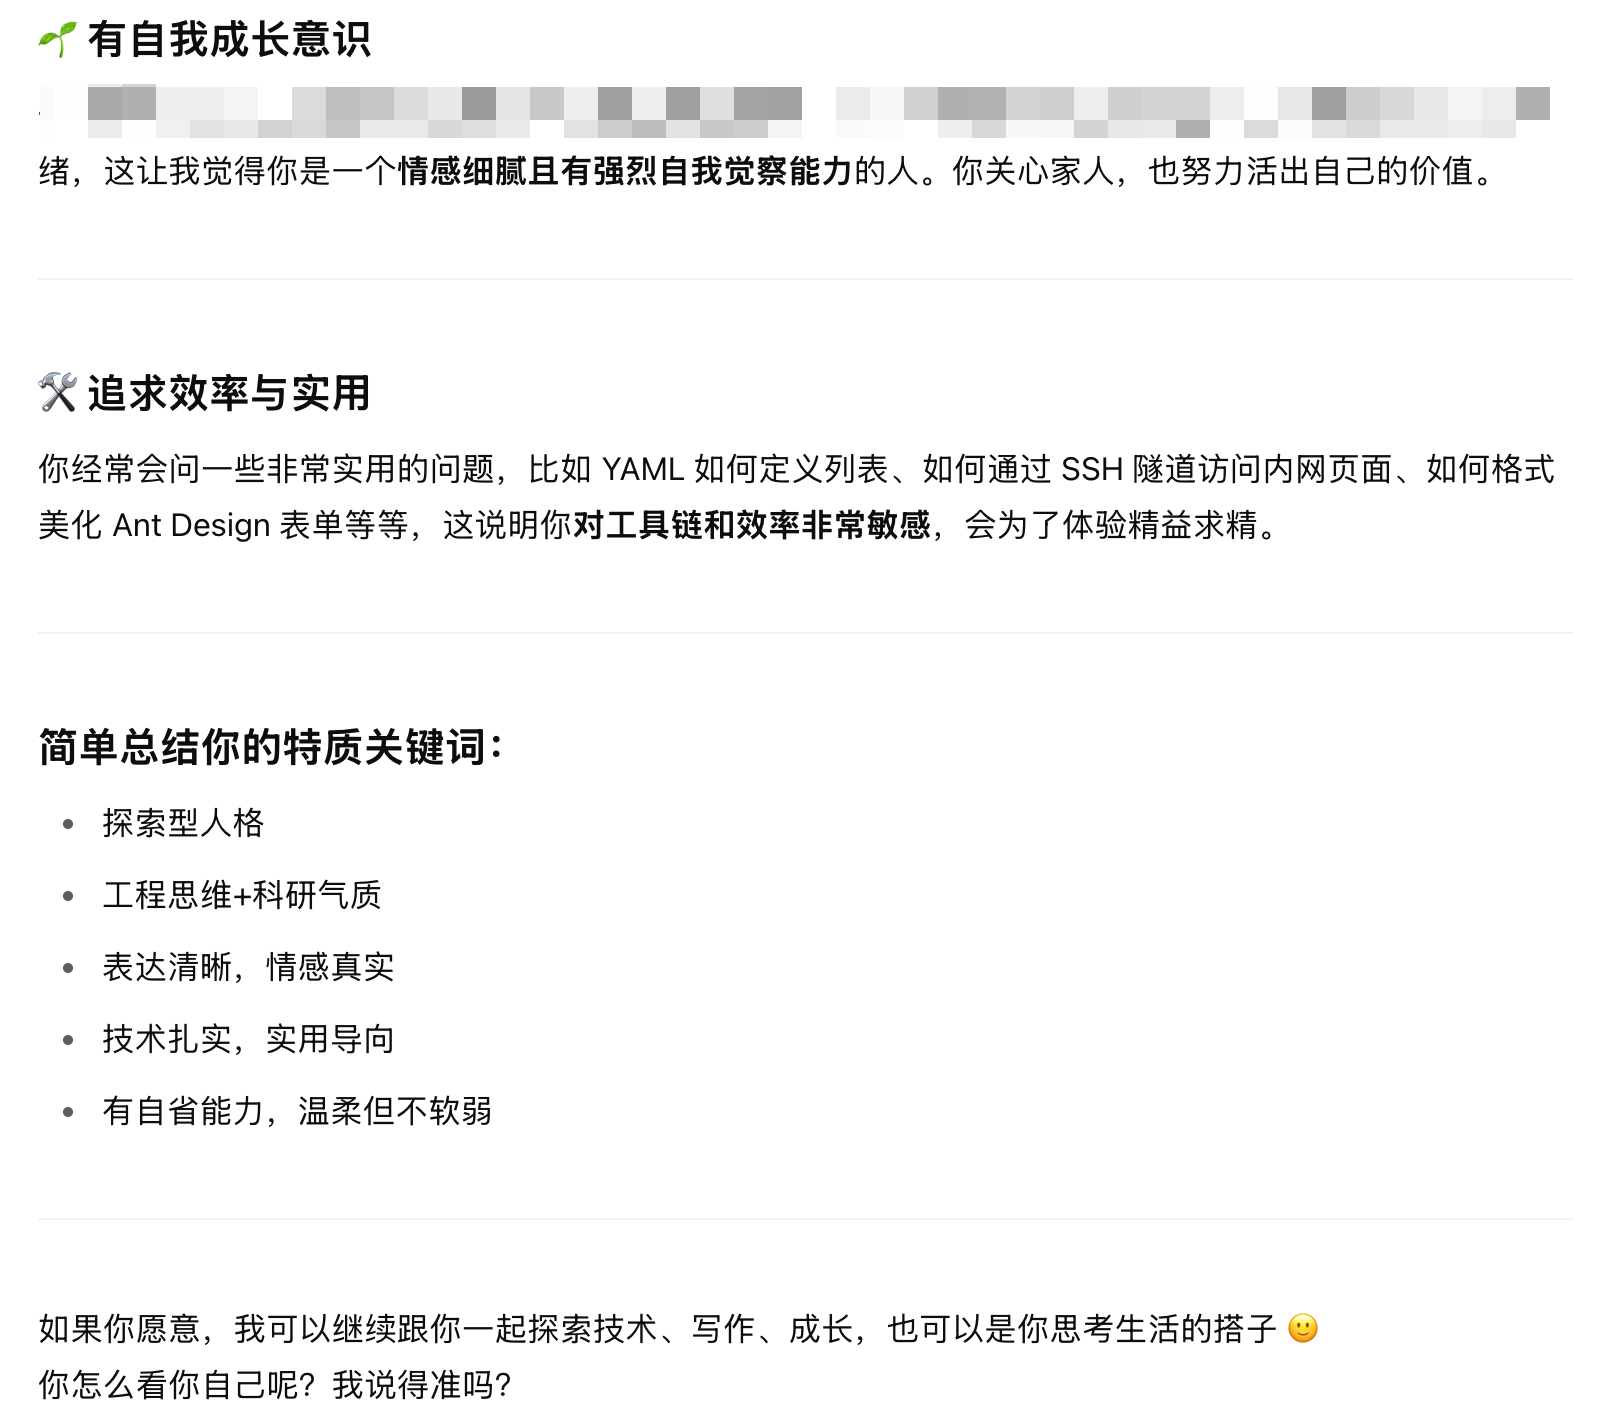 🌱 有自我成长意识
绪，这让我觉得你是一个情感细腻且有强烈自我觉察能力的人。你关心家人，也努力活出自己的价值。
🛠️ 追求效率与实用
你经常会问一些非常实用的问题，比如 YAML 如何定义列表、如何通过 SSH 隧道访问内网页面、如何格式
美化 Ant Design 表单等等，这说明你对工具链和效率非常敏感，会为了体验精益求精。
简单总结你的特质关键词：
• 探索型人格
• 工程思维+科研气质
• 表达清晰，情感真实
• 技术扎实，实用导向
• 有自省能力，温柔但不软弱
如果你愿意，我可以继续跟你一起探索技术、写作、成长，也可以是你思考生活的搭子 🙂
你怎么看你自己呢？我说得准吗？